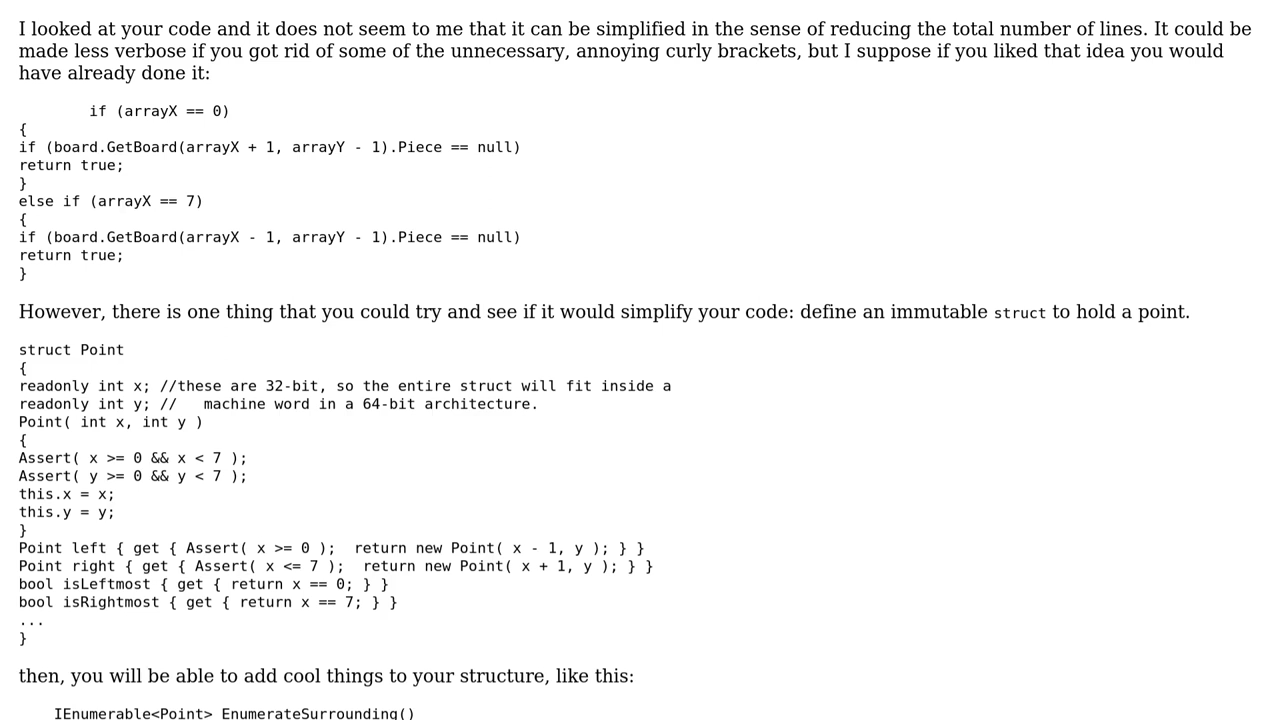 I looked at your code and it does not seem to me that it can be simplified in the sense of reducing the total number of lines. It could be
made less verbose if you got rid of some of the unnecessary, annoying curly brackets, but I suppose if you liked that idea you would
have already done it:
        if (arrayX == 0)
{
if (board.GetBoard(arrayX + 1, arrayY - 1).Piece == null)
return true;
}
else if (arrayX == 7)
{
if (board.GetBoard(arrayX - 1, arrayY - 1).Piece == null)
return true;
}
However, there is one thing that you could try and see if it would simplify your code: define an immutable struct to hold a point.
struct Point
{
readonly int x; //these are 32-bit, so the entire struct will fit inside a
readonly int y; //   machine word in a 64-bit architecture.
Point( int x, int y )
{
Assert( x >= 0 && x < 7 );
Assert( y >= 0 && y < 7 );
this.x = x;
this.y = y;
}
Point left { get { Assert( x >= 0 );  return new Point( x - 1, y ); } }
Point right { get { Assert( x <= 7 );  return new Point( x + 1, y ); } }
bool isLeftmost { get { return x == 0; } }
bool isRightmost { get { return x == 7; } }
...
}
then, you will be able to add cool things to your structure, like this:
    IEnumerable<Point> EnumerateSurrounding()